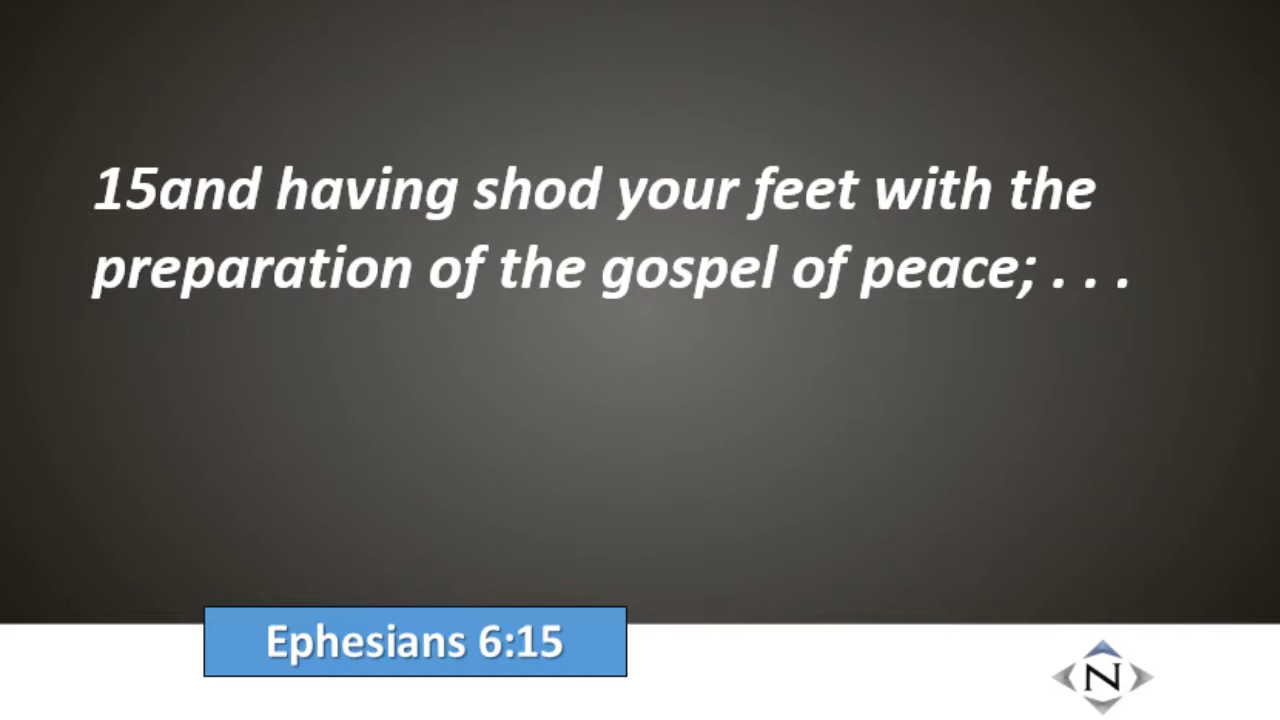 15and having shod your feet with the
preparation of the gospel of peace; . . .
Ephesians 6:15
N